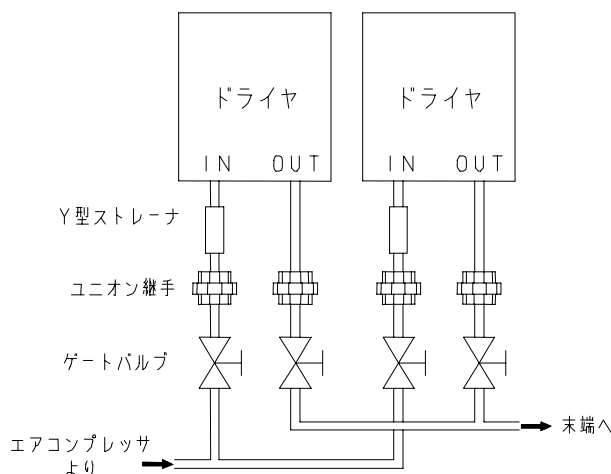 ドライヤ ドライヤ
IN OUT IN OUT
Y型ストレーナ
ユニオン継手
ゲートバルブ
末端へ
エアコンプレッサ
より